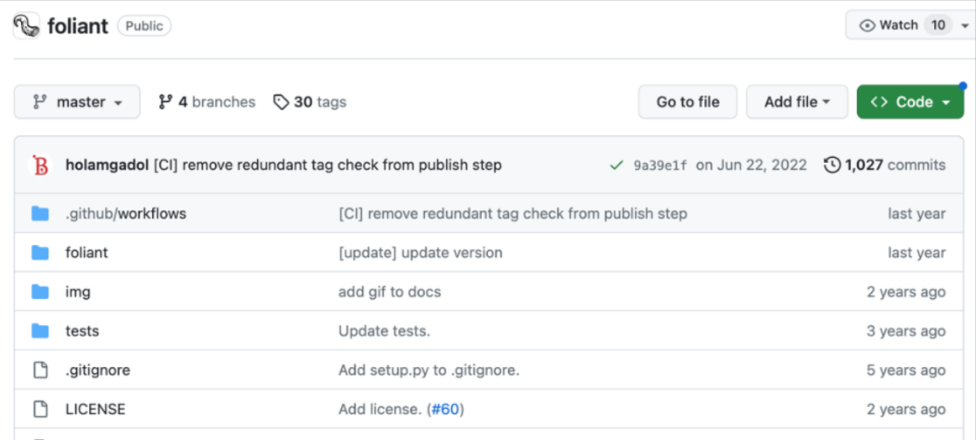 foliant Public Watch 10
master 4 branches 30 tags Go to file Add file <> Code
holamgadol [CI] remove redundant tag check from publish step 9a39e1f on Jun 22, 2022 1,027 commits
.github/workflows [CI] remove redundant tag check from publish step last year
foliant [update] update version last year
img add gif to docs 2 years ago
tests Update tests. 3 years ago
.gitignore Add setup.py to .gitignore. 5 years ago
LICENSE Add license. (#60) 2 years ago